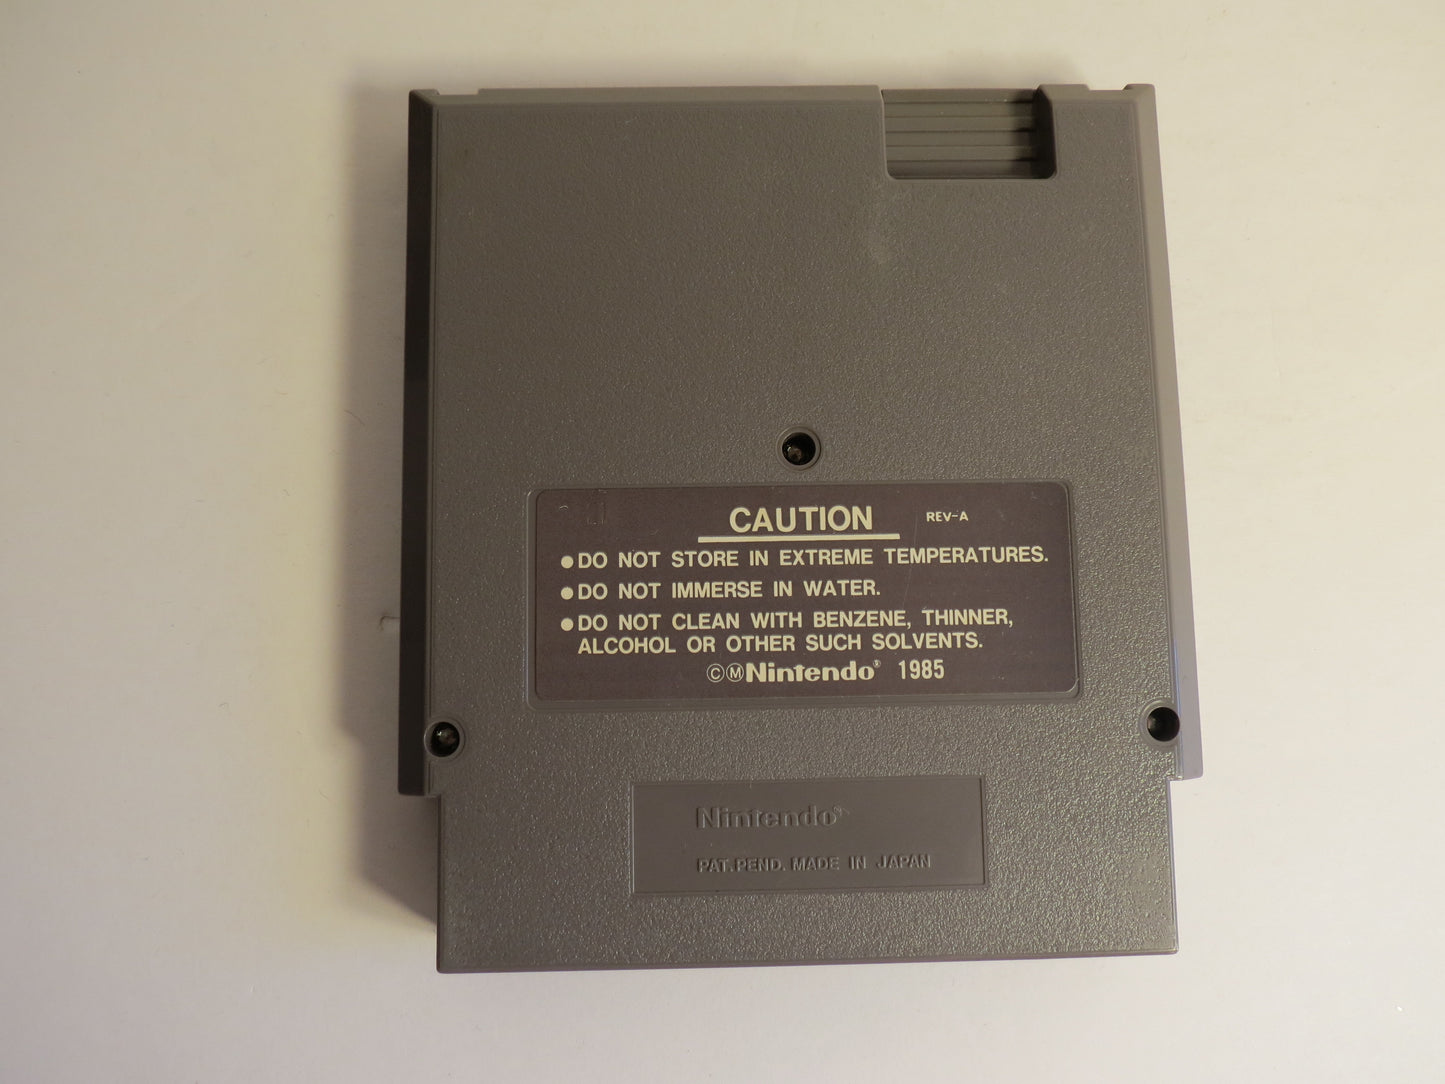 CAUTION REV-A
●DO NOT STORE IN EXTREME TEMPERATURES.
●DO NOT IMMERSE IN WATER.
●DO NOT CLEAN WITH BENZENE, THINNER,
ALCOHOL OR OTHER SUCH SOLVENTS.
ⒸⓂNintendo® 1985
Nintendo®
PAT.PEND. MADE IN JAPAN